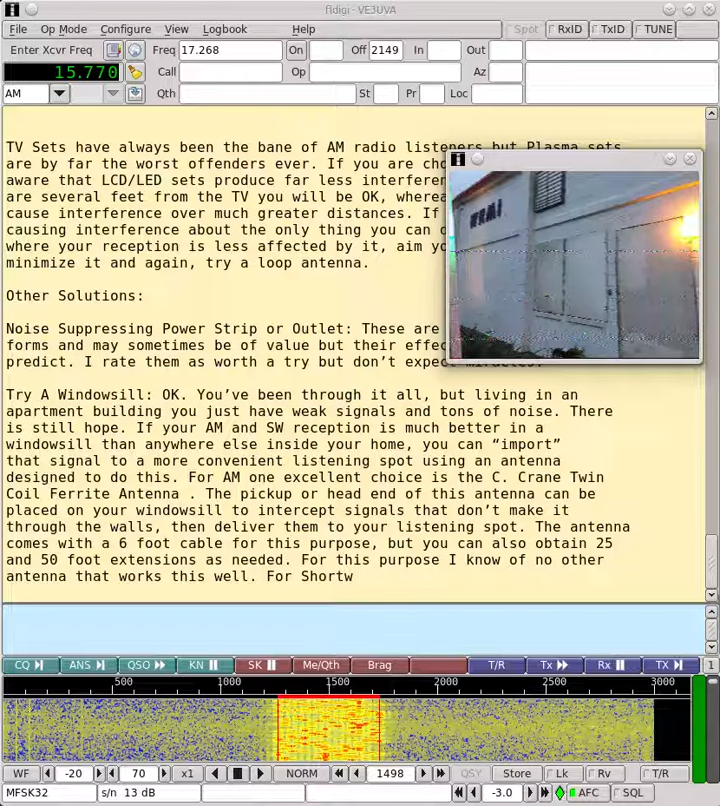 fldigi - VE3UVA
File Op Mode Configure View Logbook Help Spot RxID TxID TUNE
Enter Xcvr Freq Freq 17.268 On Off 2149 In Out
15.770 Call Op Az
AM Qth St Pr Loc
TV Sets have always been the bane of AM radio listeners but Plasma sets
are by far the worst offenders ever. If you are
aware that LCD/LED sets produce far less
are several feet from the TV you will be OK,
cause interference over much greater distances. If
causing interference about the only thing you can
where your reception is less affected by it, aim
minimize it and again, try a loop antenna.
Other Solutions:
Noise Suppressing Power Strip or Outlet: These are
forms and may sometimes be of value but their
predict. I rate them as worth a try but don’t expect miracles.
Try A Windowsill: OK. You’ve been through it all, but living in an
apartment building you just have weak signals and tons of noise. There
is still hope. If your AM and SW reception is much better in a
windowsill than anywhere else inside your home, you can “import”
that signal to a more convenient listening spot using an antenna
designed to do this. For AM one excellent choice is the C. Crane Twin
Coil Ferrite Antenna . The pickup or head end of this antenna can be
placed on your windowsill to intercept signals that don’t make it
through the walls, then deliver them to your listening spot. The antenna
comes with a 6 foot cable for this purpose, but you can also obtain 25
and 50 foot extensions as needed. For this purpose I know of no other
antenna that works this well. For Shortw
WRMI
CQ ANS QSO KN SK Me/Qth Brag T/R Tx Rx TX 1
500 1000 1500 2000 2500 3000
WF -20 70 x1 NORM 1498 QSY Store Lk Rv T/R
MFSK32 s/n 13 dB -3.0 AFC SQL